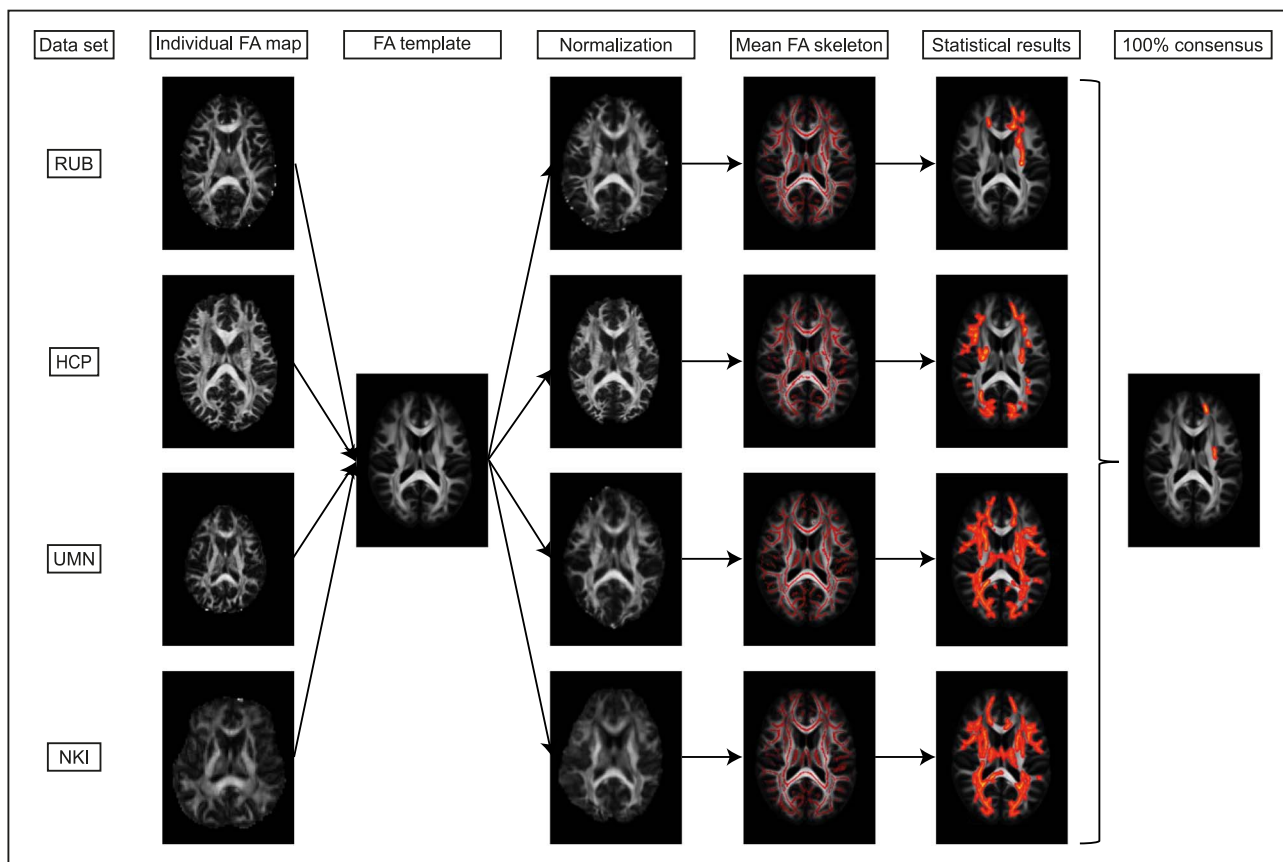 Data set
Individual FA map
FA template
Normalization
Mean FA skeleton
Statistical results
100% consensus
RUB
HCP
UMN
NKI